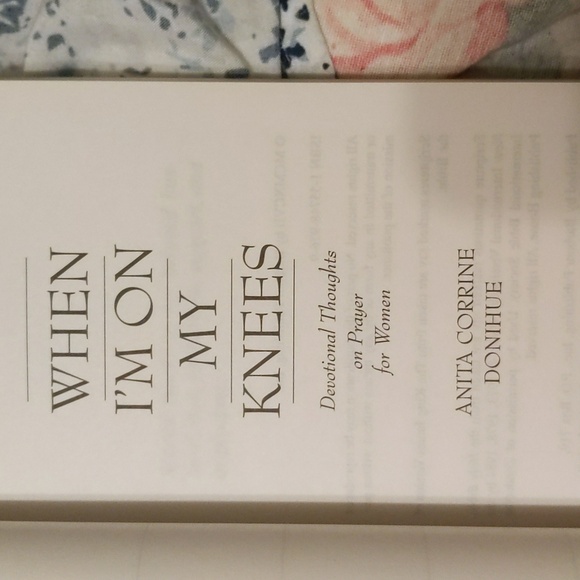 WHEN
I'M ON
MY
KNEES
Devotional Thoughts
on Prayer
for Women
ANITA CORRINE
DONIHUE